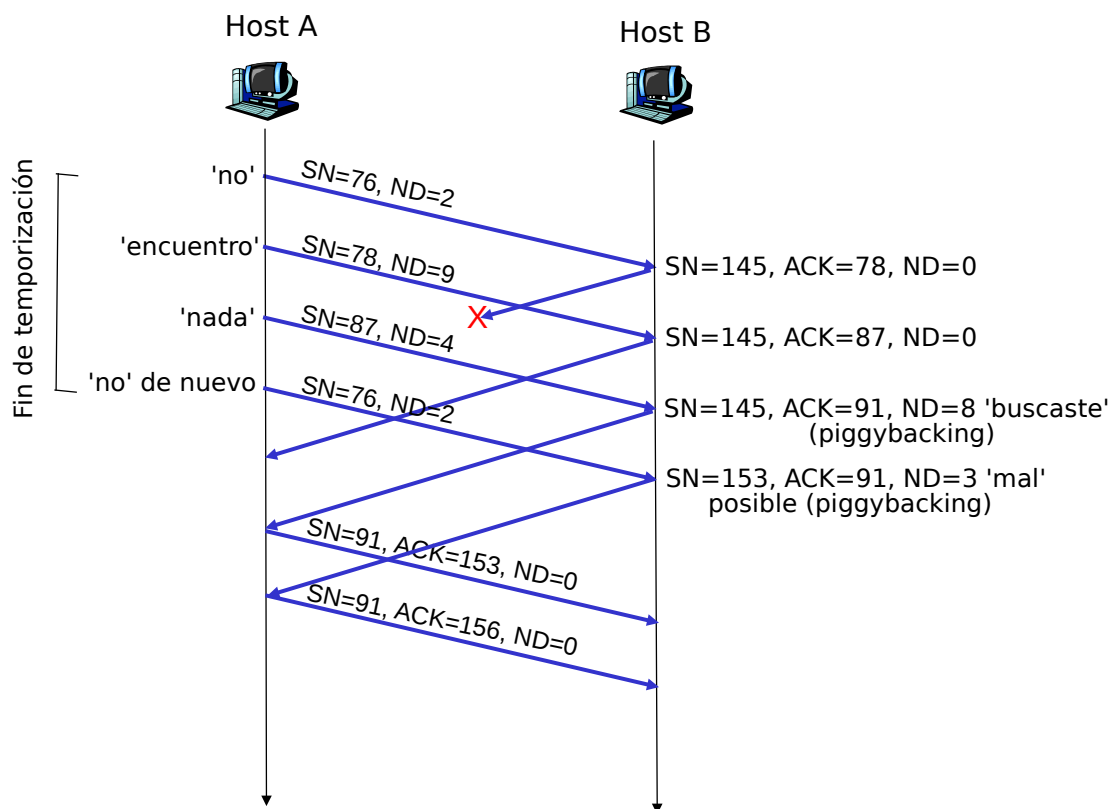 Host A
Host B
Fin de temporización
'no'
SN=76, ND=2
'encuentro'
SN=78, ND=9
SN=145, ACK=78, ND=0
'nada'
X
SN=87, ND=4
SN=145, ACK=87, ND=0
'no' de nuevo
SN=76, ND=2
SN=145, ACK=91, ND=8 'buscaste'
(piggybacking)
SN=153, ACK=91, ND=3 'mal'
posible (piggybacking)
SN=91, ACK=153, ND=0
SN=91, ACK=156, ND=0